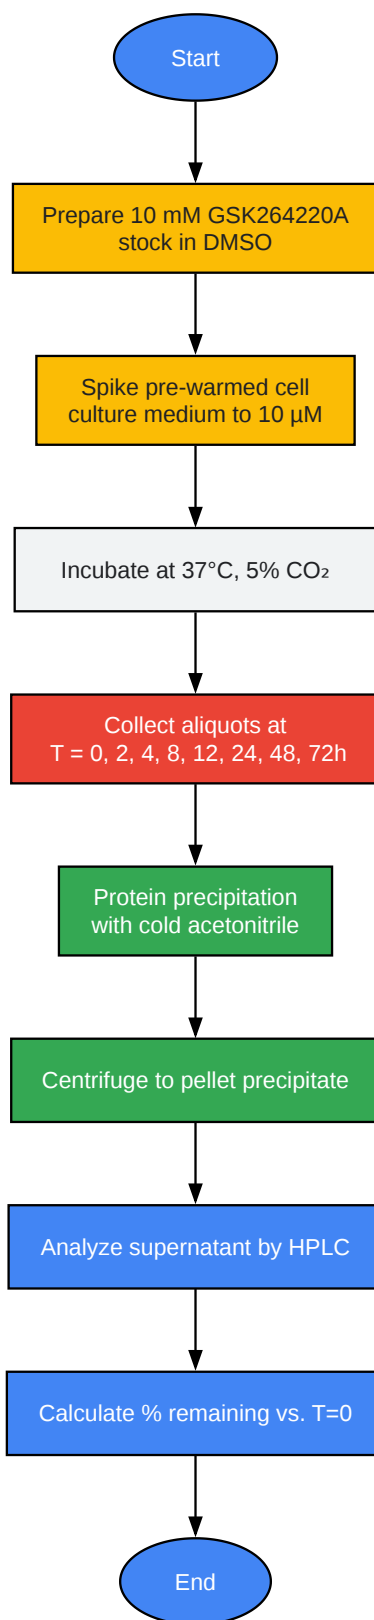 Start
Prepare 10 mM GSK264220A
stock in DMSO
Spike pre-warmed cell
culture medium to 10 µM
Incubate at 37°C, 5% CO₂
Collect aliquots at
T = 0, 2, 4, 8, 12, 24, 48, 72h
Protein precipitation
with cold acetonitrile
Centrifuge to pellet precipitate
Analyze supernatant by HPLC
Calculate % remaining vs. T=0
End